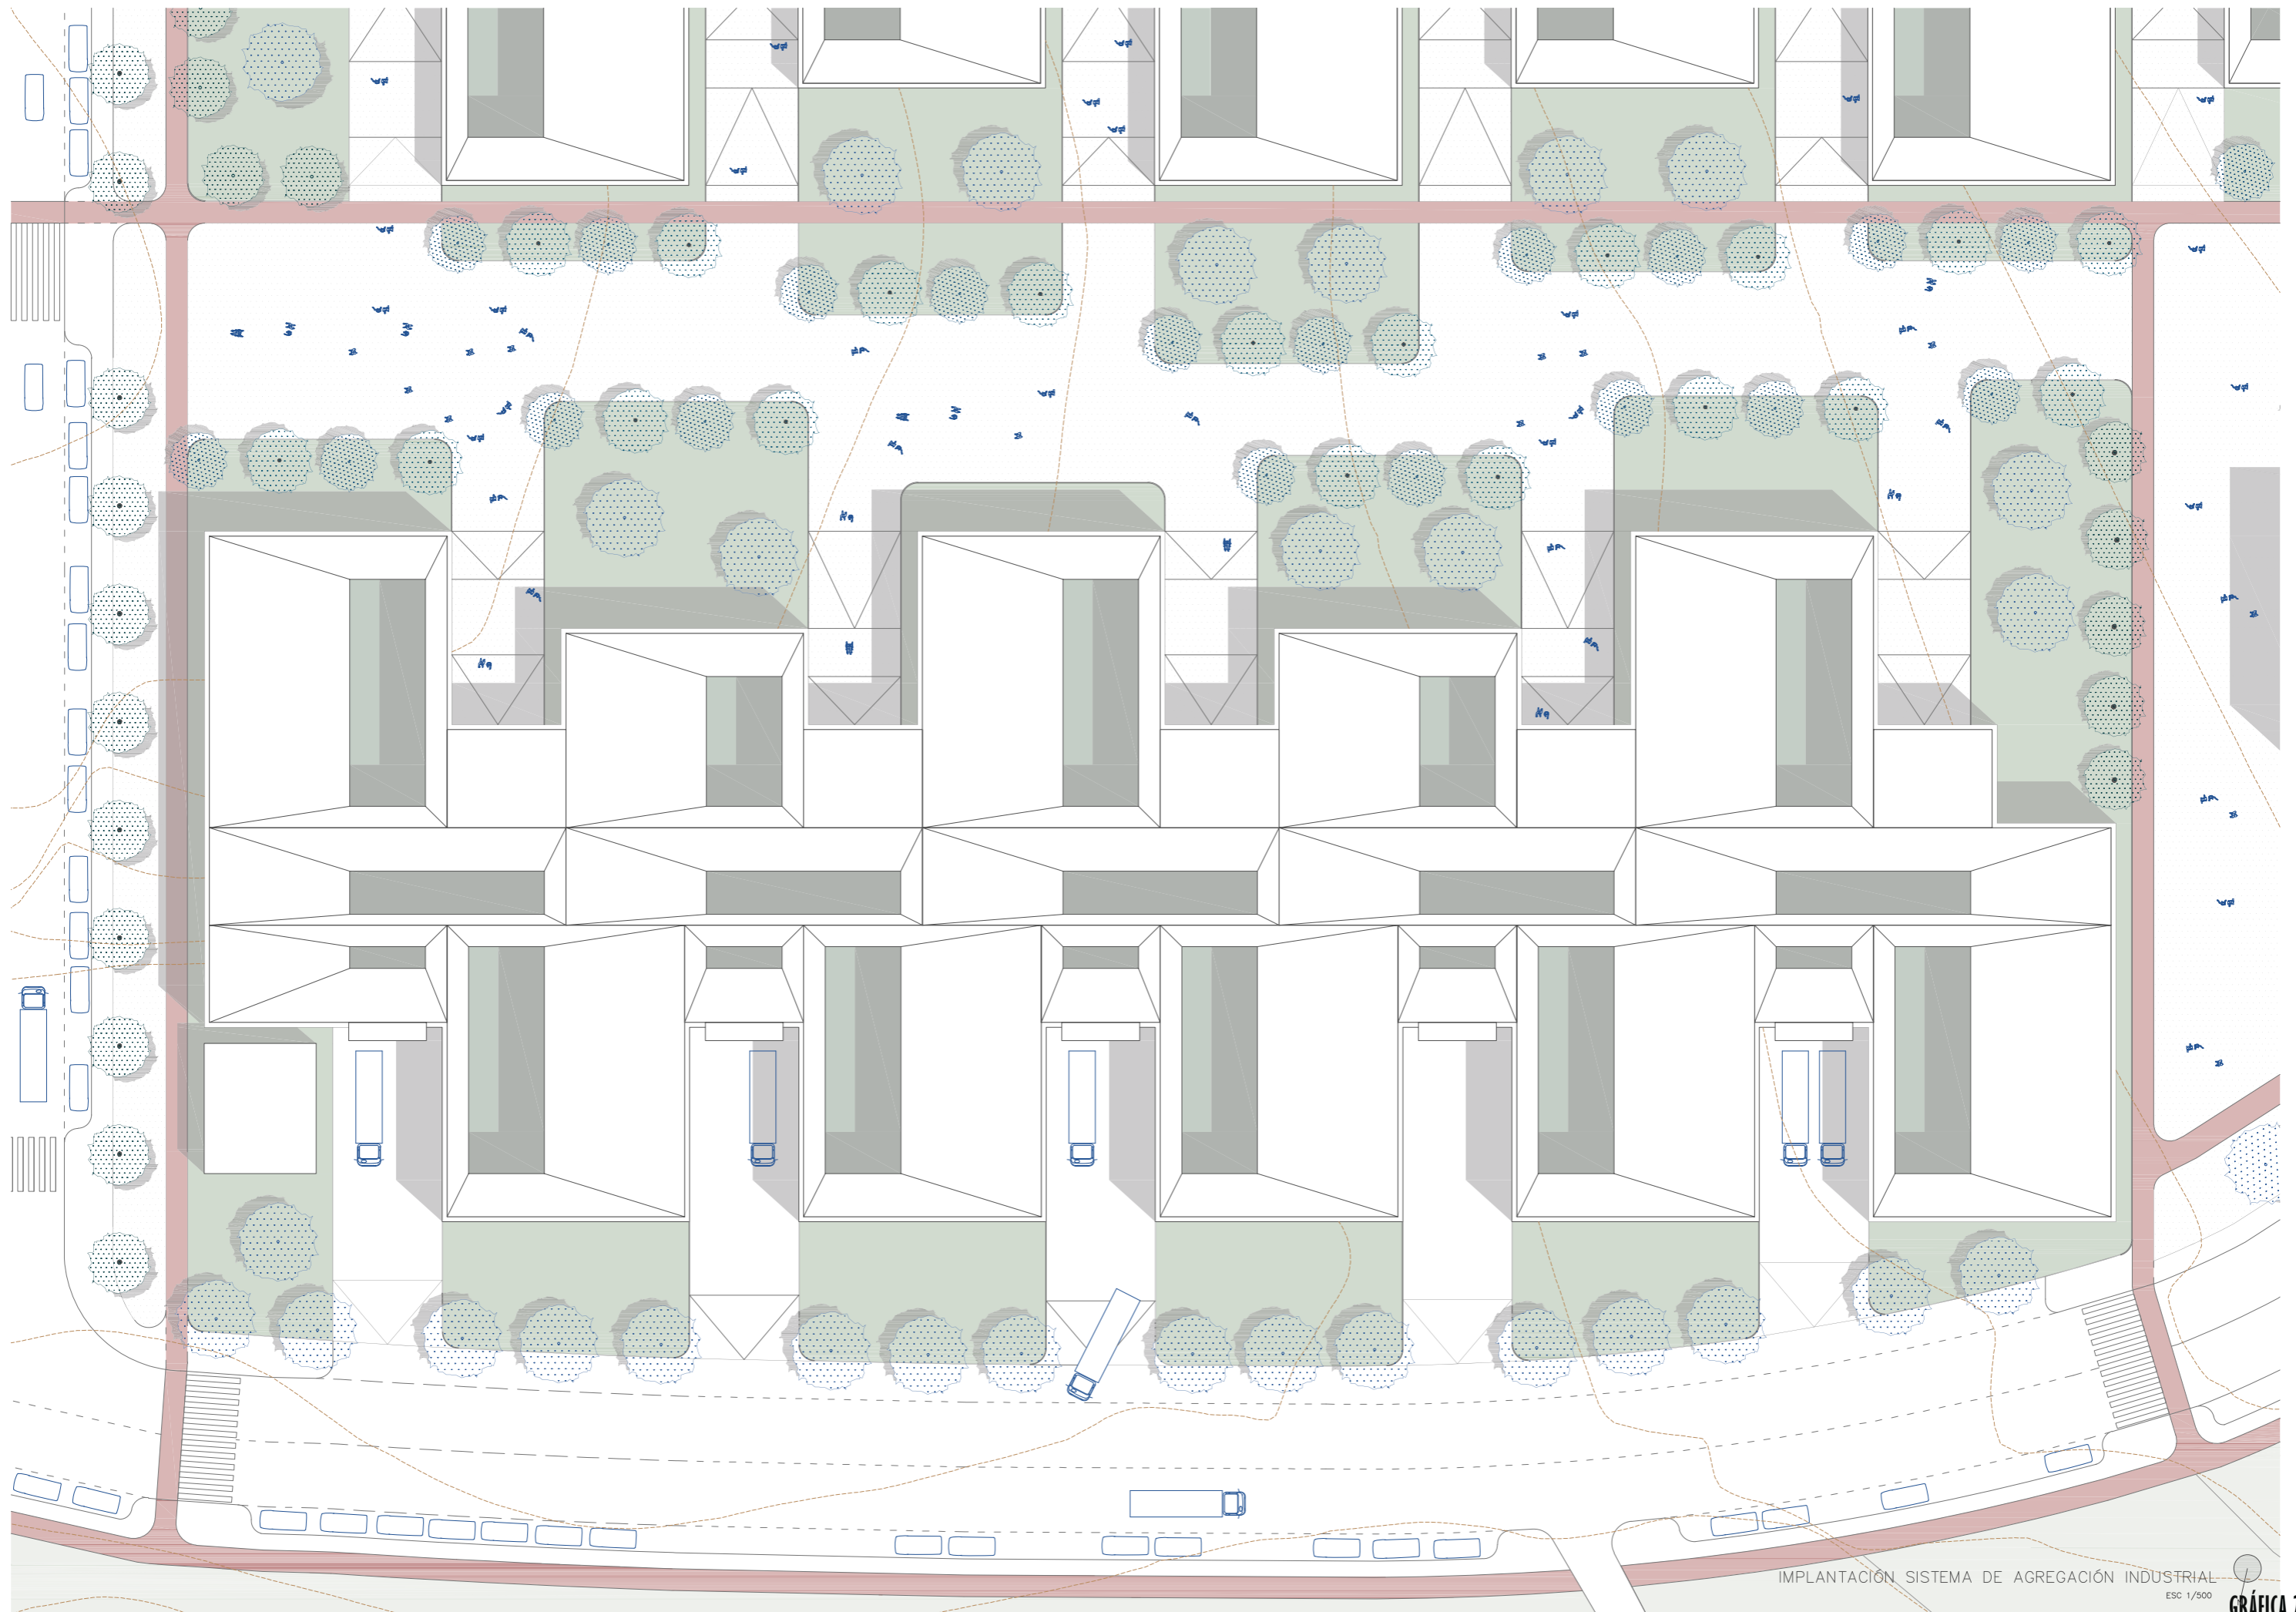 IMPLANTACIÓN SISTEMA DE AGREGACIÓN INDUSTRIAL
ESC 1/500
GRÁFICA